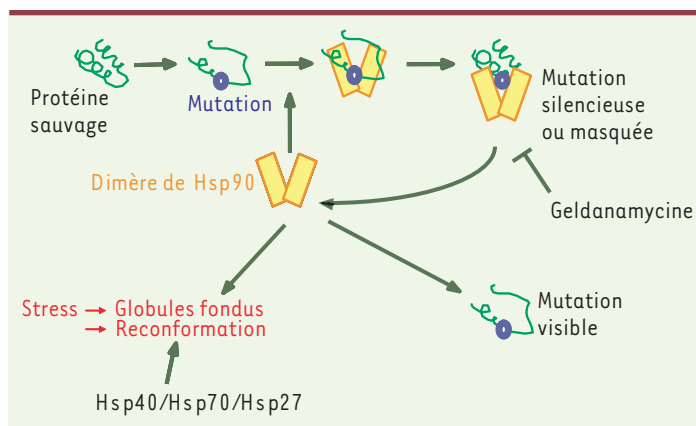 Protéine
sauvage
Mutation
Mutation
silencieuse
ou masquée
Dimère de Hsp90
Geldanamycine
Stress → Globules fondus
→ Reconformation
Mutation
visible
Hsp40/Hsp70/Hsp27